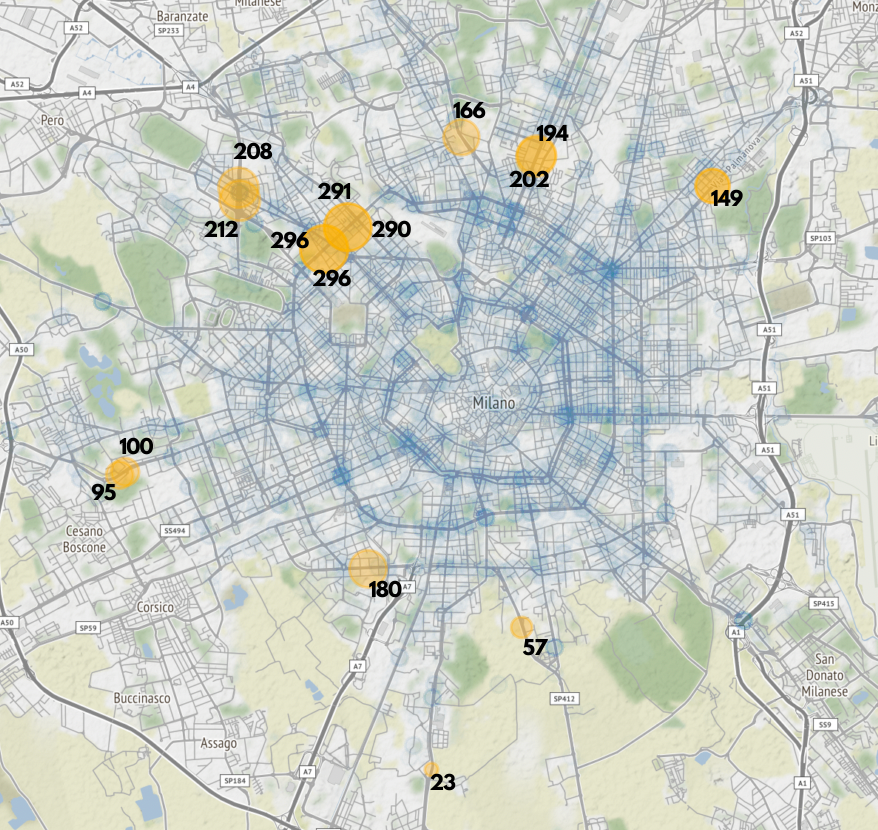 Milanese
Baranzate
A52
SP233
A52
Monz
A52
A4
A4
A51
Pero
166
194
208
202
Palmanova
149
291
212
296
290
SP103
296
A51
A50
A51
Milano
A51
100
95
A51
Cesano
Boscone
SS494
180
A7
Corsico
SP415
A50
SP59
A1
57
A7
San
Donato
Milanese
Buccinasco
SP412
SS9
Assago
A7
23
SP184
A1